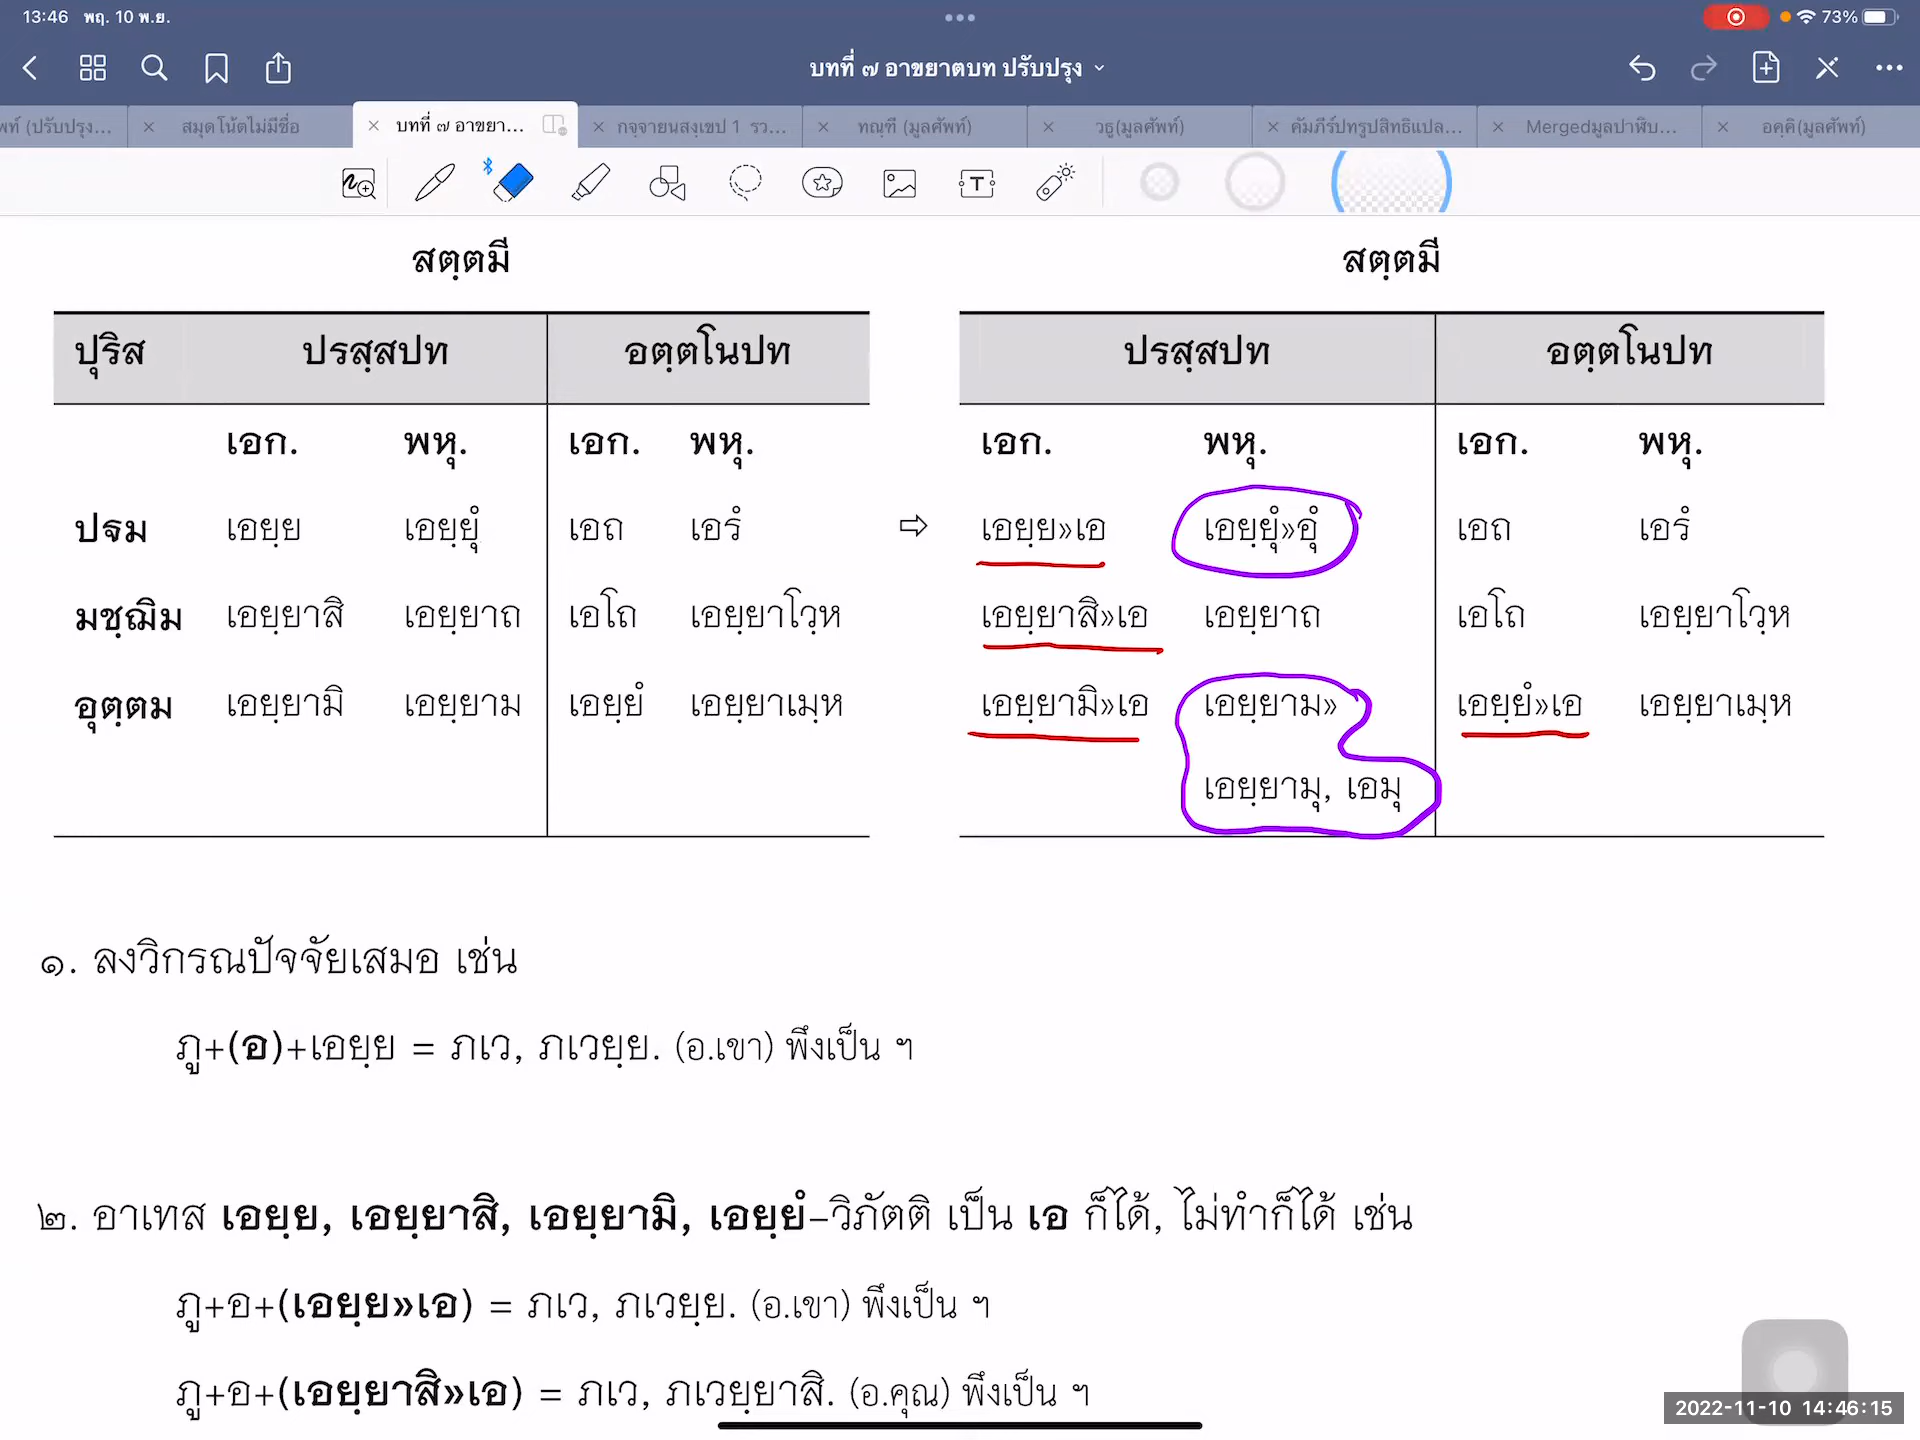 13:46 พฤ. 10 พ.ย.
73%
บทที่ ๗ อาขยาตบท ปรับปรุง
พท์ (ปรับปรุง... × สมุดโน้ตไม่มีชื่อ × บทที่ ๗ อาขยา... × กจฺจายนสงฺเขป 1 รว... × ทณฺฑี (มูลศัพท์) × วธู(มูลศัพท์) × คัมภีร์ปทรูปสิทธิแปล... × Mergedมูลปาฬิบ... × อคฺคิ(มูลศัพท์)
สตฺตมี สตฺตมี
ปุริส ปรสฺสปท อตฺตโนปท ปรสฺสปท อตฺตโนปท
เอก. พหุ. เอก. พหุ. เอก. พหุ. เอก. พหุ.
ปฐม เอยฺย เอยฺยุํ เอถ เอรํ ⇨ เอยฺย»เอ เอยฺยุํ»อุํ เอถ เอรํ
มชฺฌิม เอยฺยาสิ เอยฺยาถ เอโถ เอยฺยาโวฺห เอยฺยาสิ»เอ เอยฺยาถ เอโถ เอยฺยาโวฺห
อุตฺตม เอยฺยามิ เอยฺยาม เอยฺยํ เอยฺยาเมฺห เอยฺยามิ»เอ เอยฺยาม» เอยฺยํ»เอ เอยฺยาเมฺห
เอยฺยามุ, เอมุ
๑. ลงวิกรณปัจจัยเสมอ เช่น
ภู+(อ)+เอยฺย = ภเว, ภเวยฺย. (อ.เขา) พึงเป็น ฯ
๒. อาเทส เอยฺย, เอยฺยาสิ, เอยฺยามิ, เอยฺยํ–วิภัตติ เป็น เอ ก็ได้, ไม่ทำก็ได้ เช่น
ภู+อ+(เอยฺย»เอ) = ภเว, ภเวยฺย. (อ.เขา) พึงเป็น ฯ
ภู+อ+(เอยฺยาสิ»เอ) = ภเว, ภเวยฺยาสิ. (อ.คุณ) พึงเป็น ฯ
2022-11-10 14:46:15